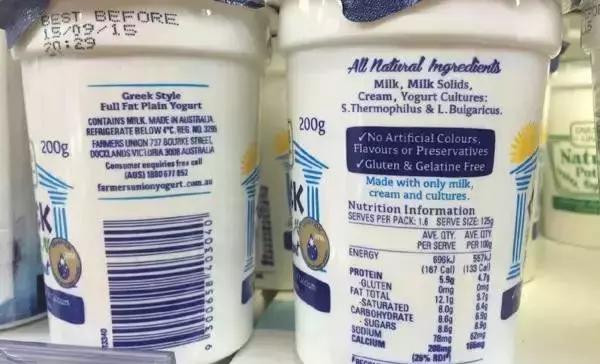 BEST BEFORE
15/09/15
20:29
Greek Style
Full Fat Plain Yogurt
CONTAINS MILK. MADE IN AUSTRALIA.
REFRIGERATE BELOW 4°C. REG. NO. 3295
FARMERS UNION 737 BOURKE STREET,
DOCKLANDS VICTORIA 3008 AUSTRALIA
Consumer enquiries free call
(AUS) 1800 677 852
farmersunionyogurt.com.au
200g
9 300639 403040
33340
All Natural Ingredients
Milk, Milk Solids,
Cream, Yogurt Cultures:
S.Thermophilus & L.Bulgaricus.
200g
✓No Artificial Colours,
Flavours or Preservatives
✓Gluten & Gelatine Free
Made with only milk,
cream and cultures.
Nutrition Information
SERVES PER PACK: 1.6 SERVE SIZE: 125g
AVE. QTY. AVE. QTY.
PER SERVE PER 100g
ENERGY 696kJ 557kJ
(167 Cal) (133 Cal)
PROTEIN 5.9g 4.7g
-GLUTEN 0mg 0mg
FAT TOTAL 12.1g 9.7g
-SATURATED 8.0g 6.4g
CARBOHYDRATE 8.6g 6.9g
- SUGARS 8.6g 6.9g
SODIUM 78mg 62mg
CALCIUM 208mg 166mg
(26% RDI)
K
Natu
Pot